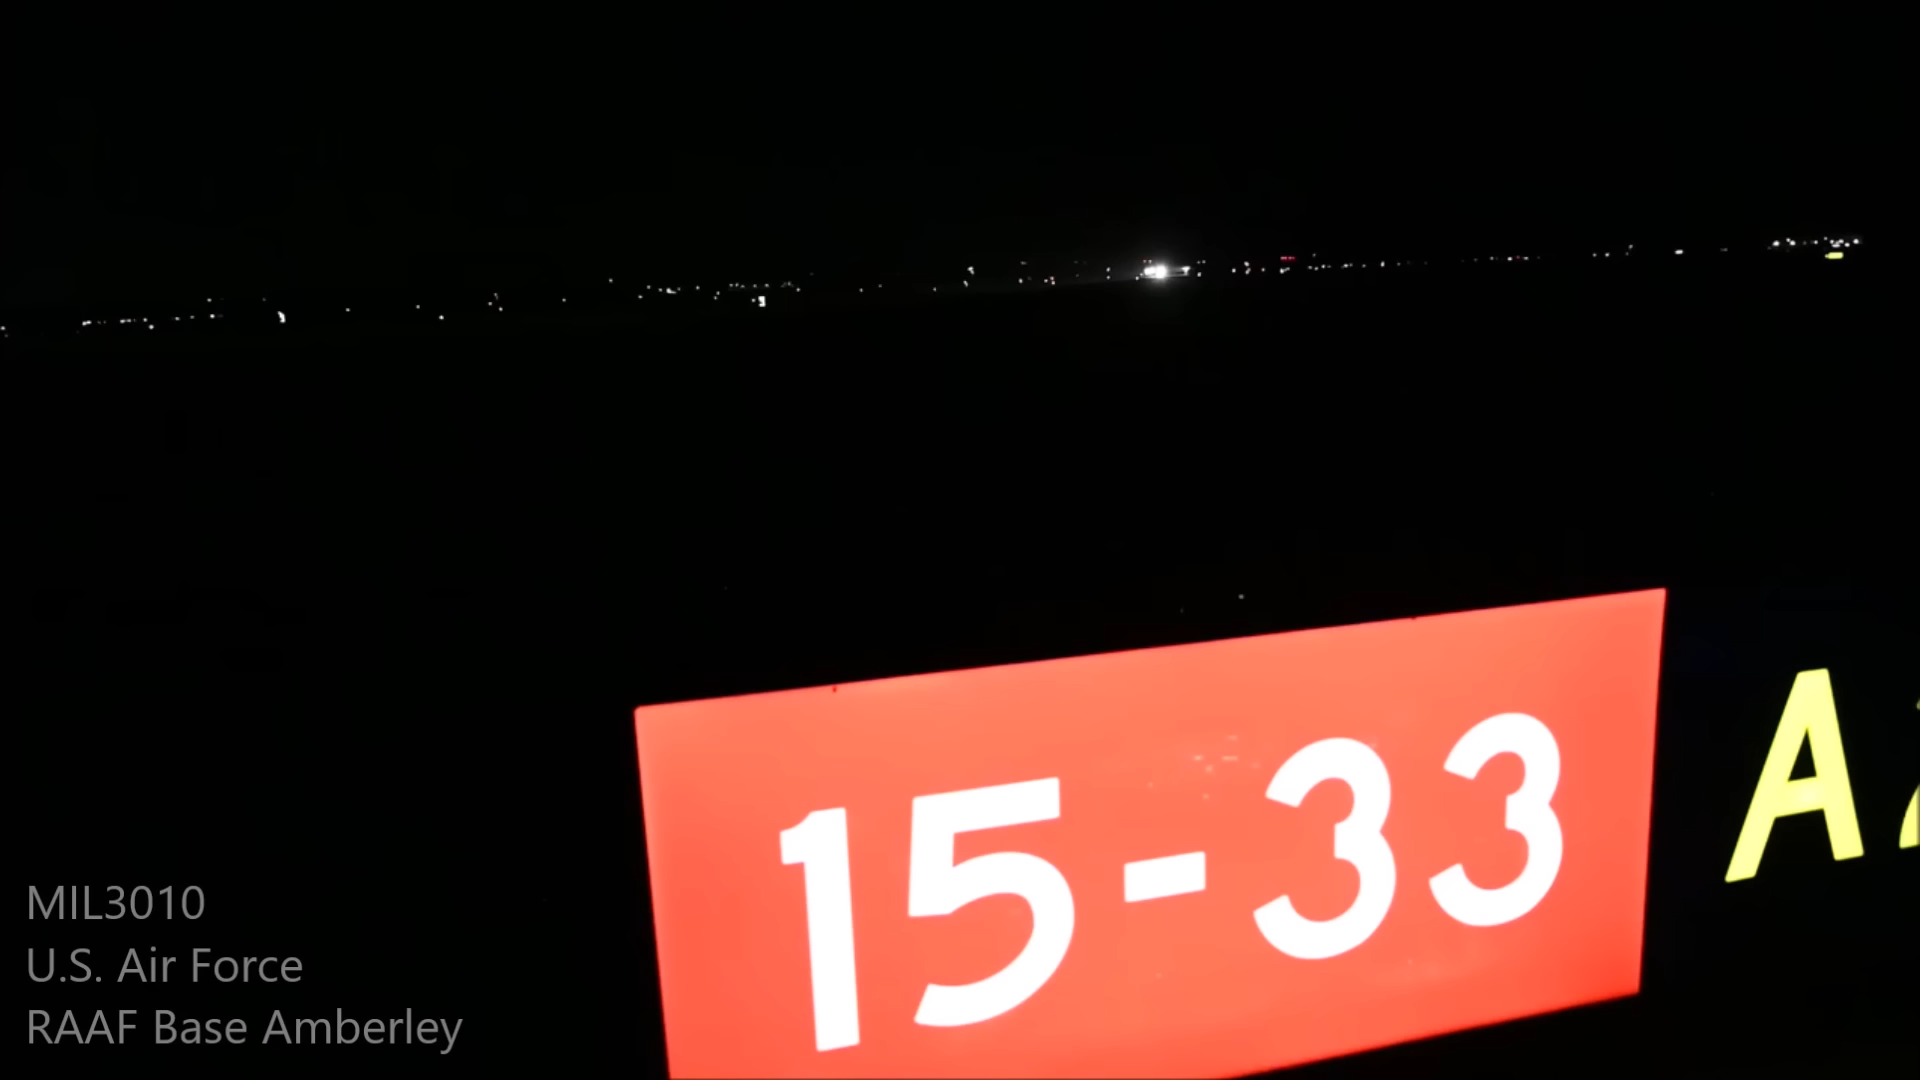 15-33
A
MIL3010
U.S. Air Force
RAAF Base Amberley